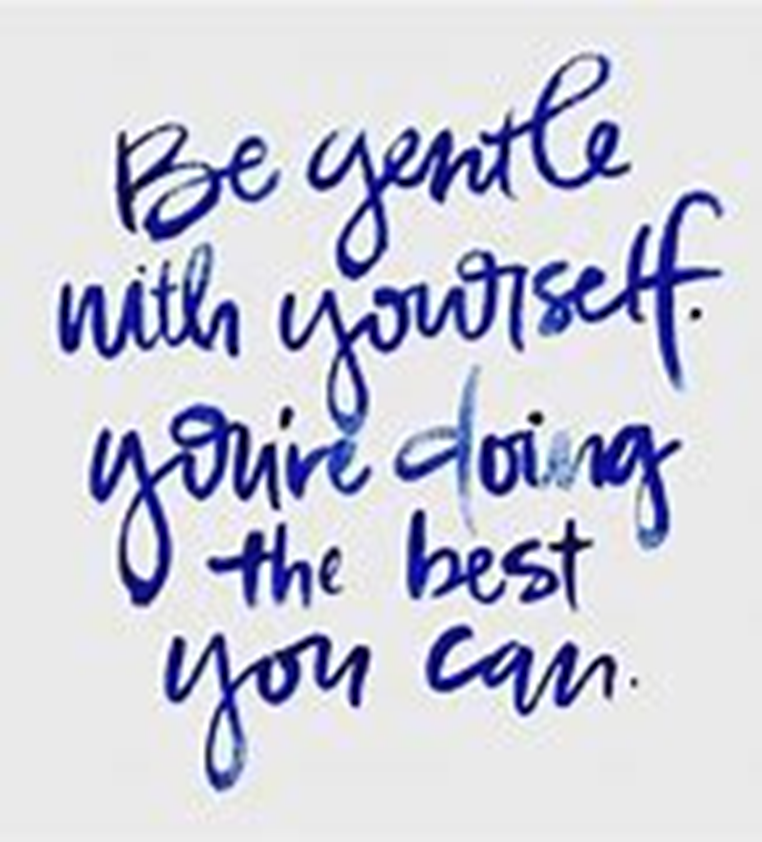 Be gentle
with yourself.
you're doing
the best
you can.